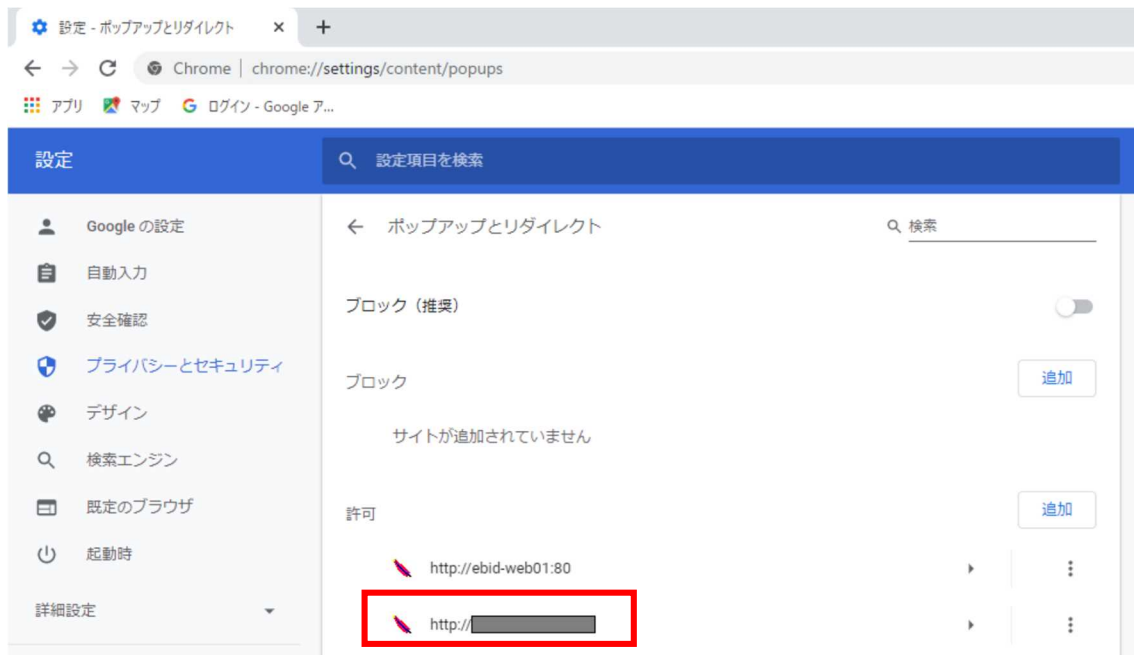 設定 - ポップアップとリダイレクト
Chrome | chrome://settings/content/popups
アプリ マップ ログイン - Google ア...
設定
設定項目を検索
Google の設定
自動入力
安全確認
プライバシーとセキュリティ
デザイン
検索エンジン
既定のブラウザ
起動時
詳細設定
ポップアップとリダイレクト
検索
ブロック（推奨）
ブロック
追加
サイトが追加されていません
許可
追加
http://ebid-web01:80
http://